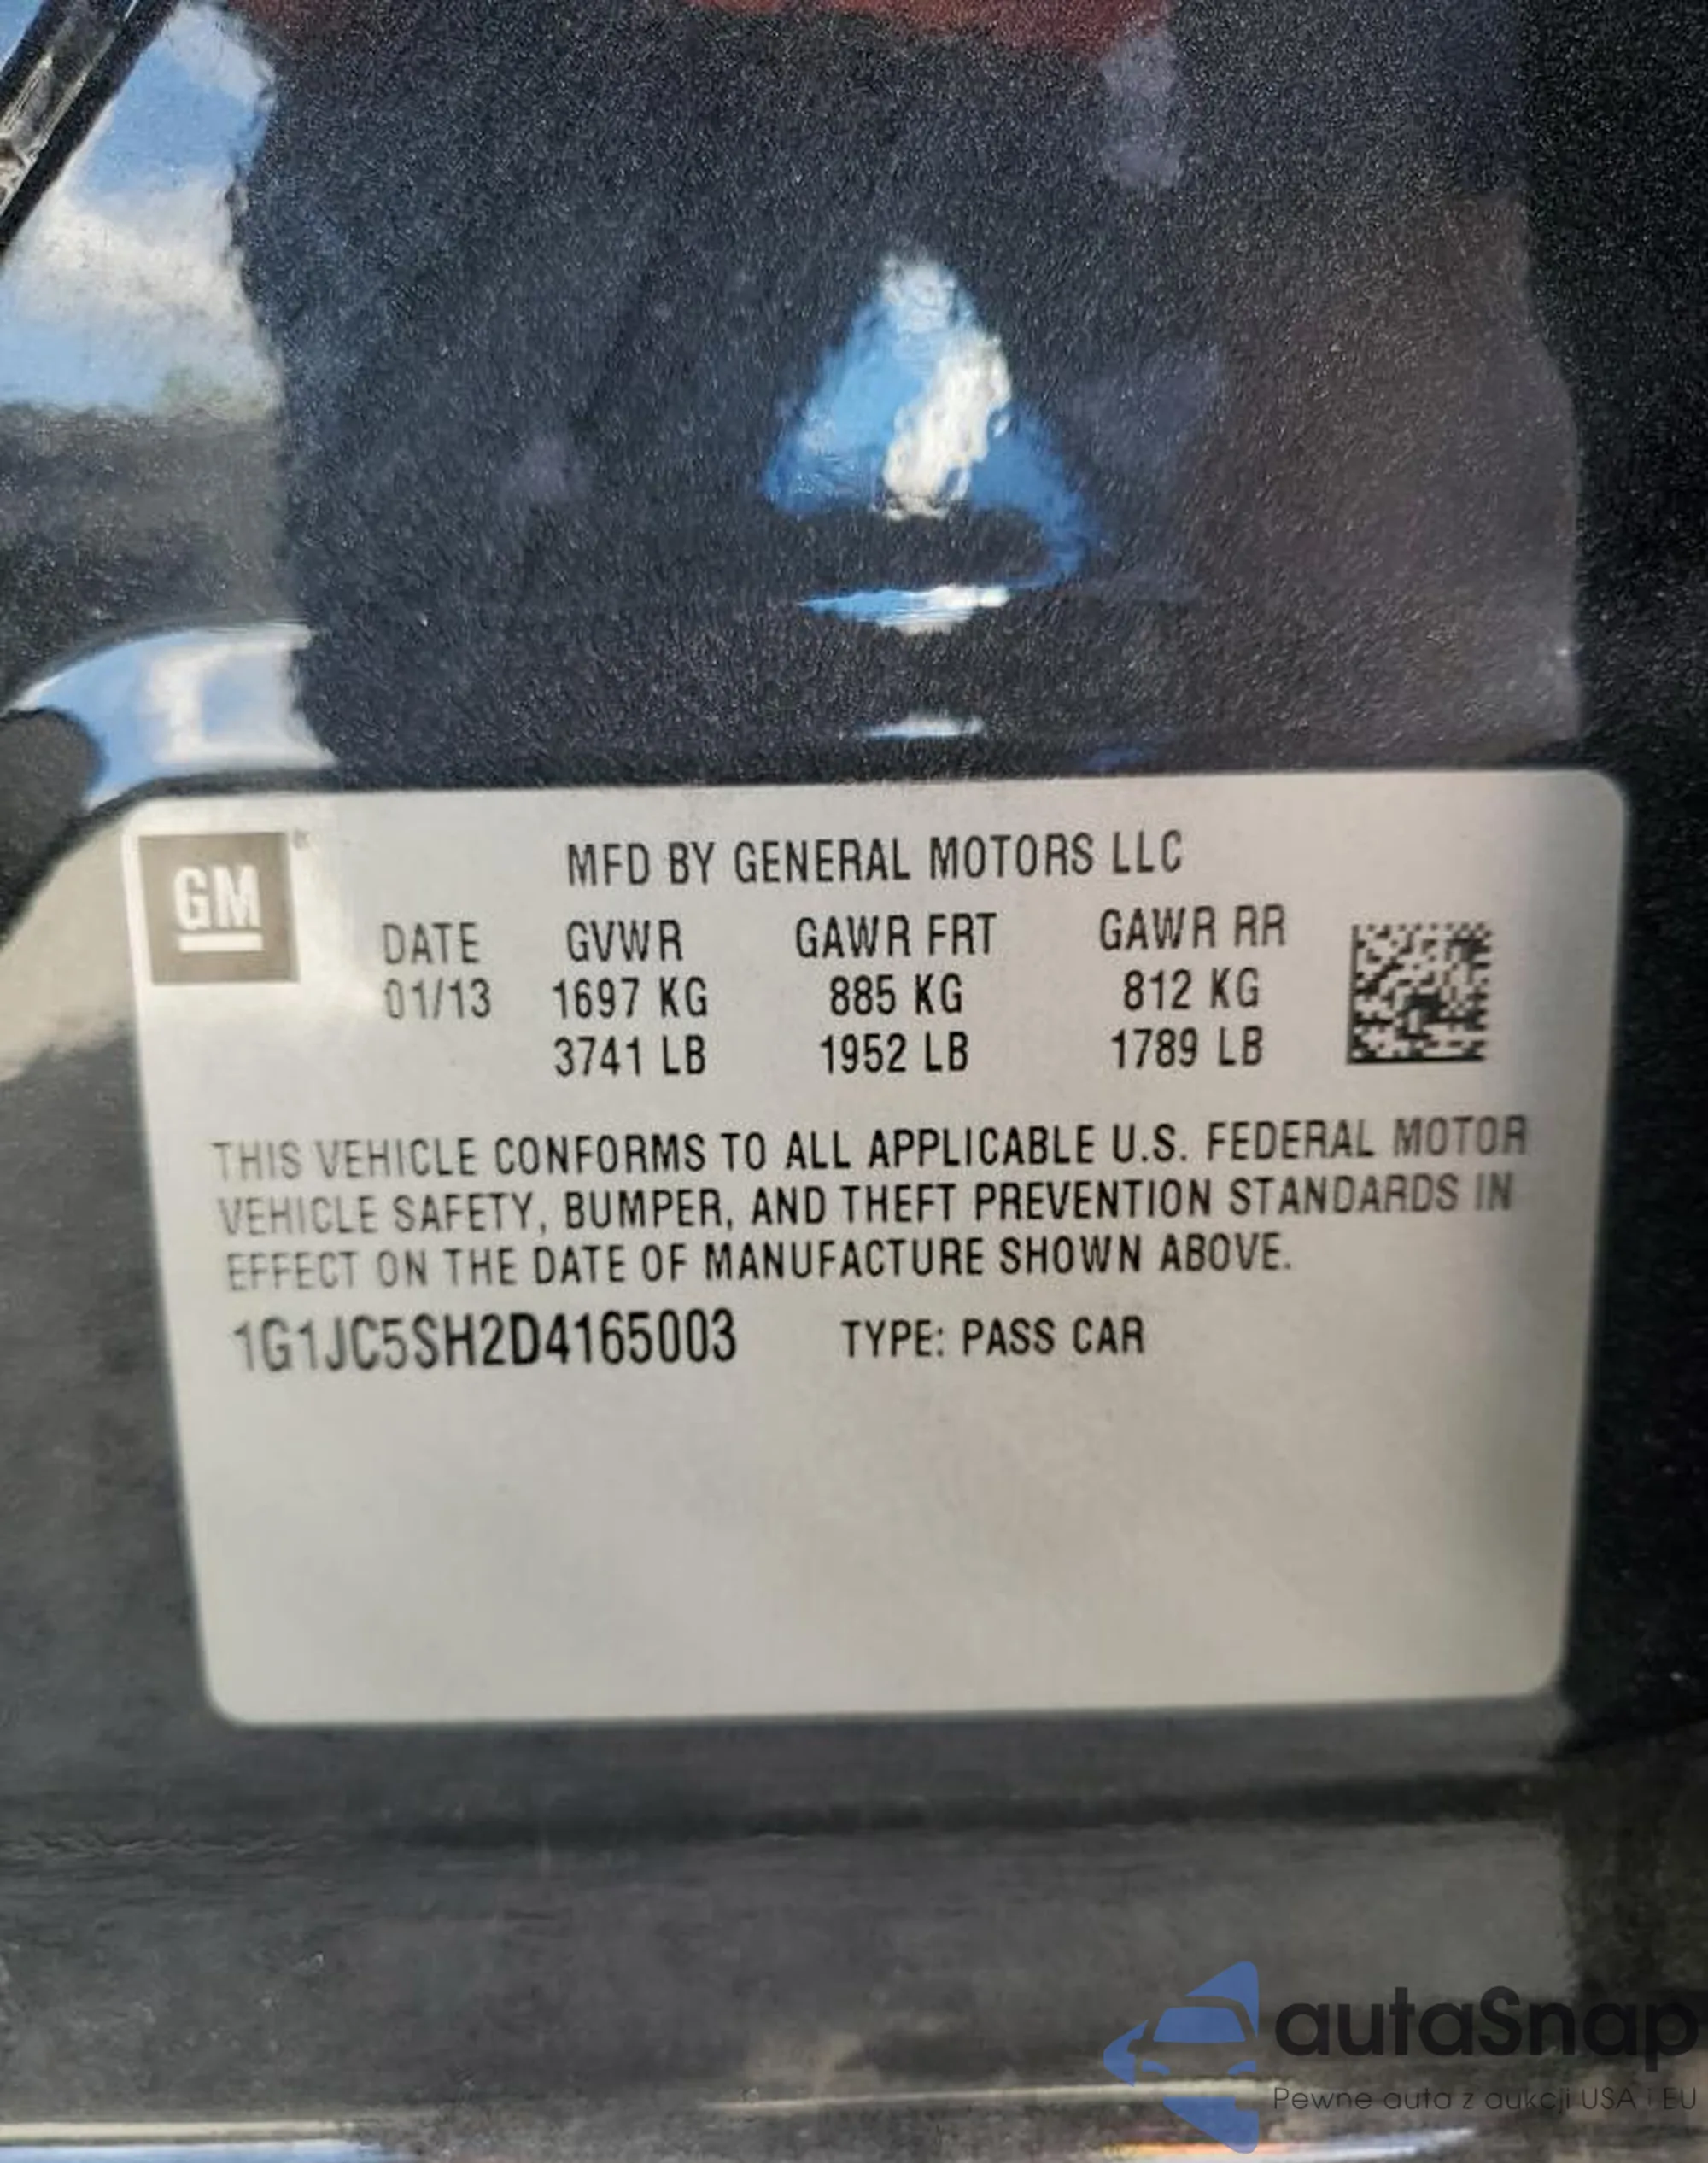 GM
MFD BY GENERAL MOTORS LLC
DATE GVWR GAWR FRT GAWR RR
01/13 1697 KG 885 KG 812 KG
3741 LB 1952 LB 1789 LB
THIS VEHICLE CONFORMS TO ALL APPLICABLE U.S. FEDERAL MOTOR
VEHICLE SAFETY, BUMPER, AND THEFT PREVENTION STANDARDS IN
EFFECT ON THE DATE OF MANUFACTURE SHOWN ABOVE.
1G1JC5SH2D4165003 TYPE: PASS CAR
autaSnap
Pewne auta z aukcji USA i EU